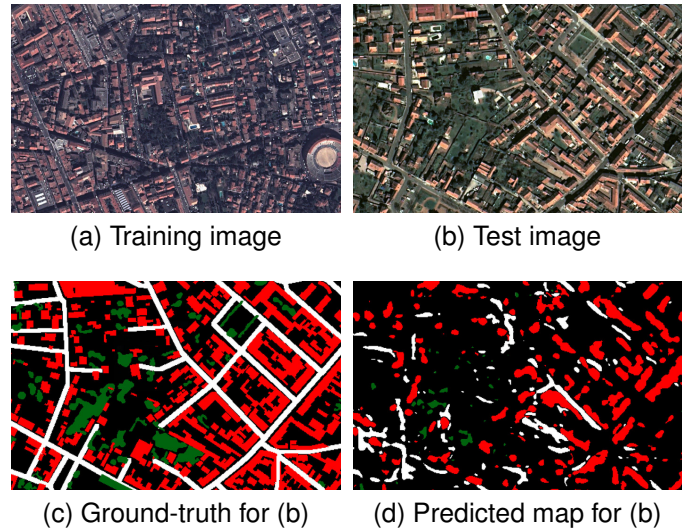 (a) Training image
(b) Test image
(c) Ground-truth for (b)
(d) Predicted map for (b)